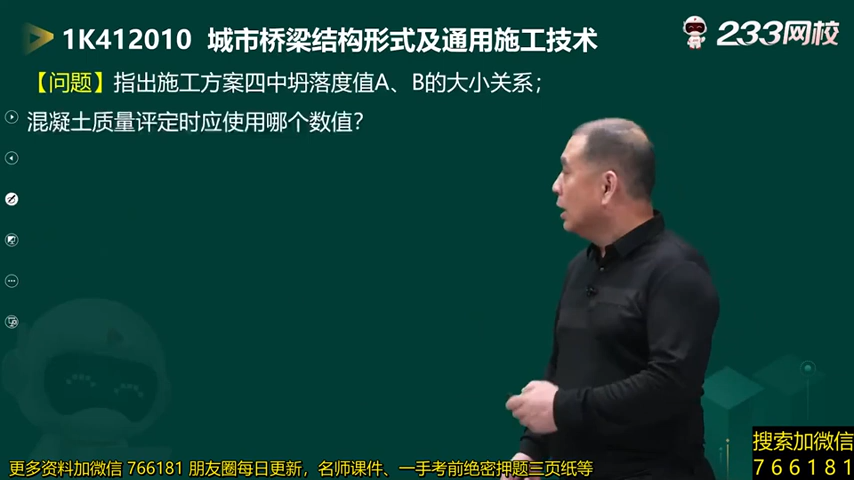 1K412010 城市桥梁结构形式及通用施工技术
233网校
【问题】指出施工方案四中坍落度值A、B的大小关系；
混凝土质量评定时应使用哪个数值？
搜索加微信
766181
更多资料加微信 766181 朋友圈每日更新，名师课件、一手考前绝密押题三页纸等